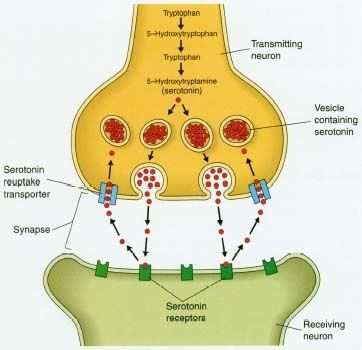 Tryptophan
5–Hydroxytryptophan
Tryptophan
5–Hydroxytryptamine
(serotonin)
Transmitting
neuron
Vesicle
containing
serotonin
Serotonin
reuptake
transporter
Synapse
Serotonin
receptors
Receiving
neuron